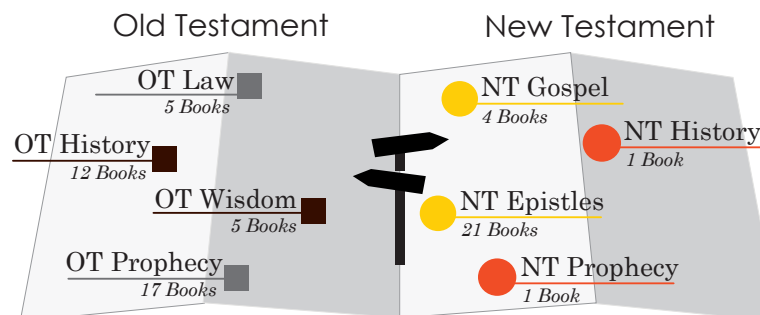 Old Testament
OT Law
5 Books
OT History
12 Books
OT Wisdom
5 Books
OT Prophecy
17 Books
New Testament
NT Gospel
4 Books
NT History
1 Book
NT Epistles
21 Books
NT Prophecy
1 Book